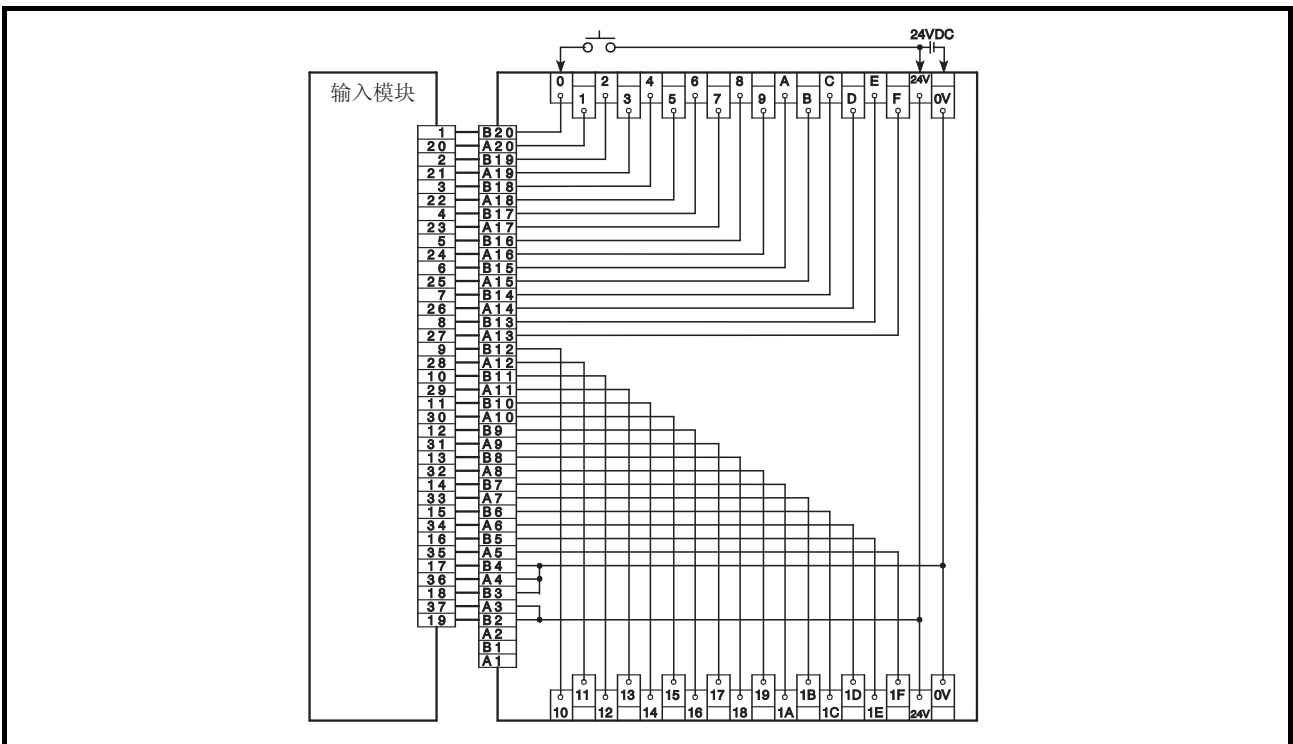 24VDC
0 2 4 6 8 A C E 24V
1 3 5 7 9 B D F 0V
输入模块
1 B20
20 A20
2 B19
21 A19
3 B18
22 A18
4 B17
23 A17
5 B16
24 A16
6 B15
25 A15
7 B14
26 A14
8 B13
27 A13
9 B12
28 A12
10 B11
29 A11
11 B10
30 A10
12 B9
31 A9
13 B8
32 A8
14 B7
33 A7
15 B6
34 A6
16 B5
35 A5
17 B4
36 A4
18 B3
37 A3
19 B2
A2
B1
A1
11 13 15 17 19 1B 1D 1F 0V
10 12 14 16 18 1A 1C 1E 24V